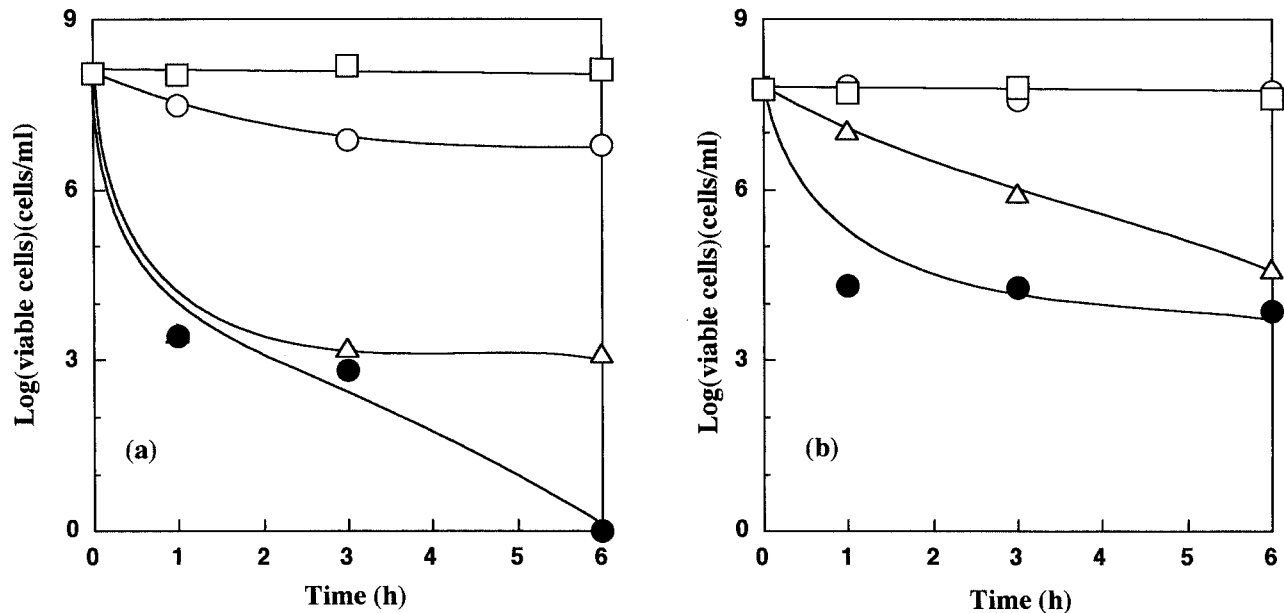 9
6
3
0
Log(viable cells)(cells/ml)
(a)
0 1 2 3 4 5 6
Time (h)
9
6
3
0
Log(viable cells)(cells/ml)
(b)
0 1 2 3 4 5 6
Time (h)